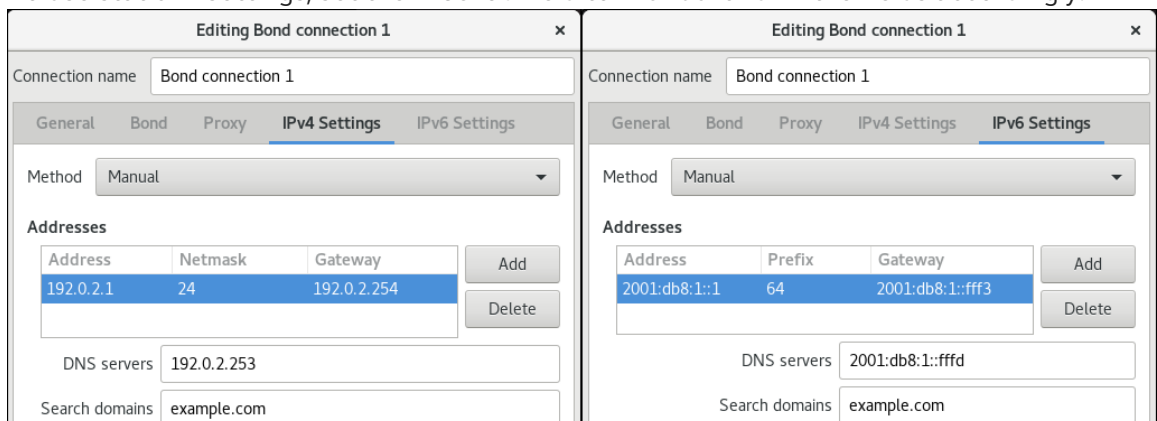 Editing Bond connection 1 ×
Connection name Bond connection 1
General Bond Proxy IPv4 Settings IPv6 Settings
Method Manual
Addresses
Address Netmask Gateway
Add
192.0.2.1 24 192.0.2.254
Delete
DNS servers 192.0.2.253
Search domains example.com
Editing Bond connection 1 ×
Connection name Bond connection 1
General Bond Proxy IPv4 Settings IPv6 Settings
Method Manual
Addresses
Address Prefix Gateway
Add
2001:db8:1::1 64 2001:db8:1::fff3
Delete
DNS servers 2001:db8:1::fffd
Search domains example.com